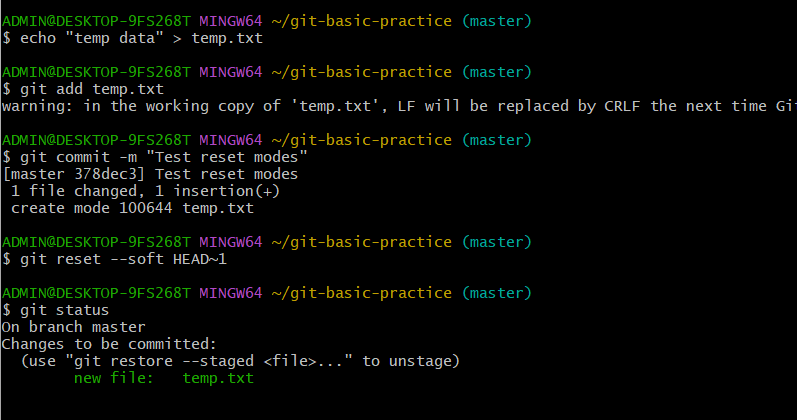 ADMIN@DESKTOP-9FS268T MINGW64 ~/git-basic-practice (master)
$ echo "temp data" > temp.txt
ADMIN@DESKTOP-9FS268T MINGW64 ~/git-basic-practice (master)
$ git add temp.txt
warning: in the working copy of 'temp.txt', LF will be replaced by CRLF the next time Gi
ADMIN@DESKTOP-9FS268T MINGW64 ~/git-basic-practice (master)
$ git commit -m "Test reset modes"
[master 378dec3] Test reset modes
 1 file changed, 1 insertion(+)
 create mode 100644 temp.txt
ADMIN@DESKTOP-9FS268T MINGW64 ~/git-basic-practice (master)
$ git reset --soft HEAD~1
ADMIN@DESKTOP-9FS268T MINGW64 ~/git-basic-practice (master)
$ git status
On branch master
Changes to be committed:
  (use "git restore --staged <file>..." to unstage)
        new file:   temp.txt